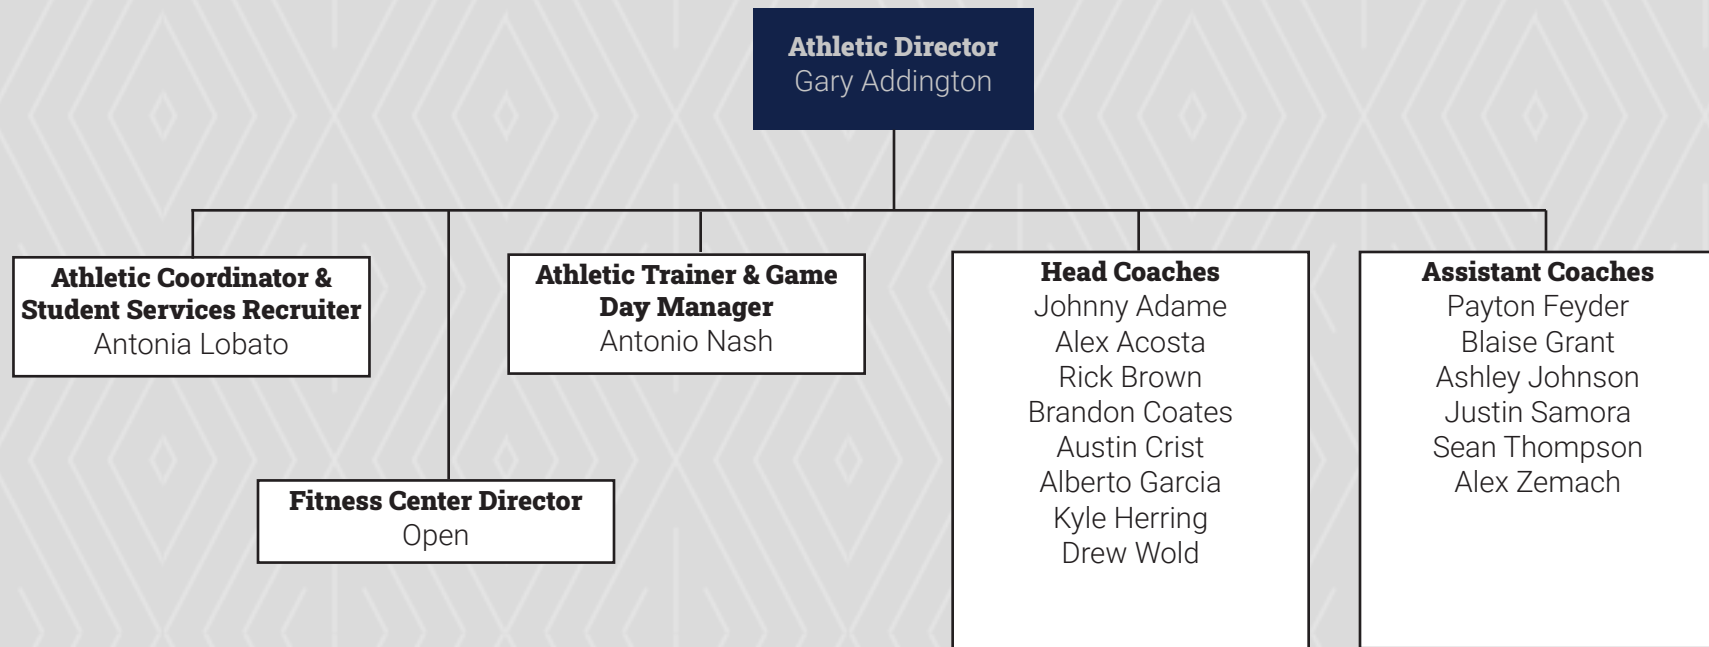 Athletic Director
Gary Addington
Athletic Coordinator &
Student Services Recruiter
Antonia Lobato
Athletic Trainer & Game
Day Manager
Antonio Nash
Head Coaches
Johnny Adame
Alex Acosta
Rick Brown
Brandon Coates
Austin Crist
Alberto Garcia
Kyle Herring
Drew Wold
Assistant Coaches
Payton Feyder
Blaise Grant
Ashley Johnson
Justin Samora
Sean Thompson
Alex Zemach
Fitness Center Director
Open